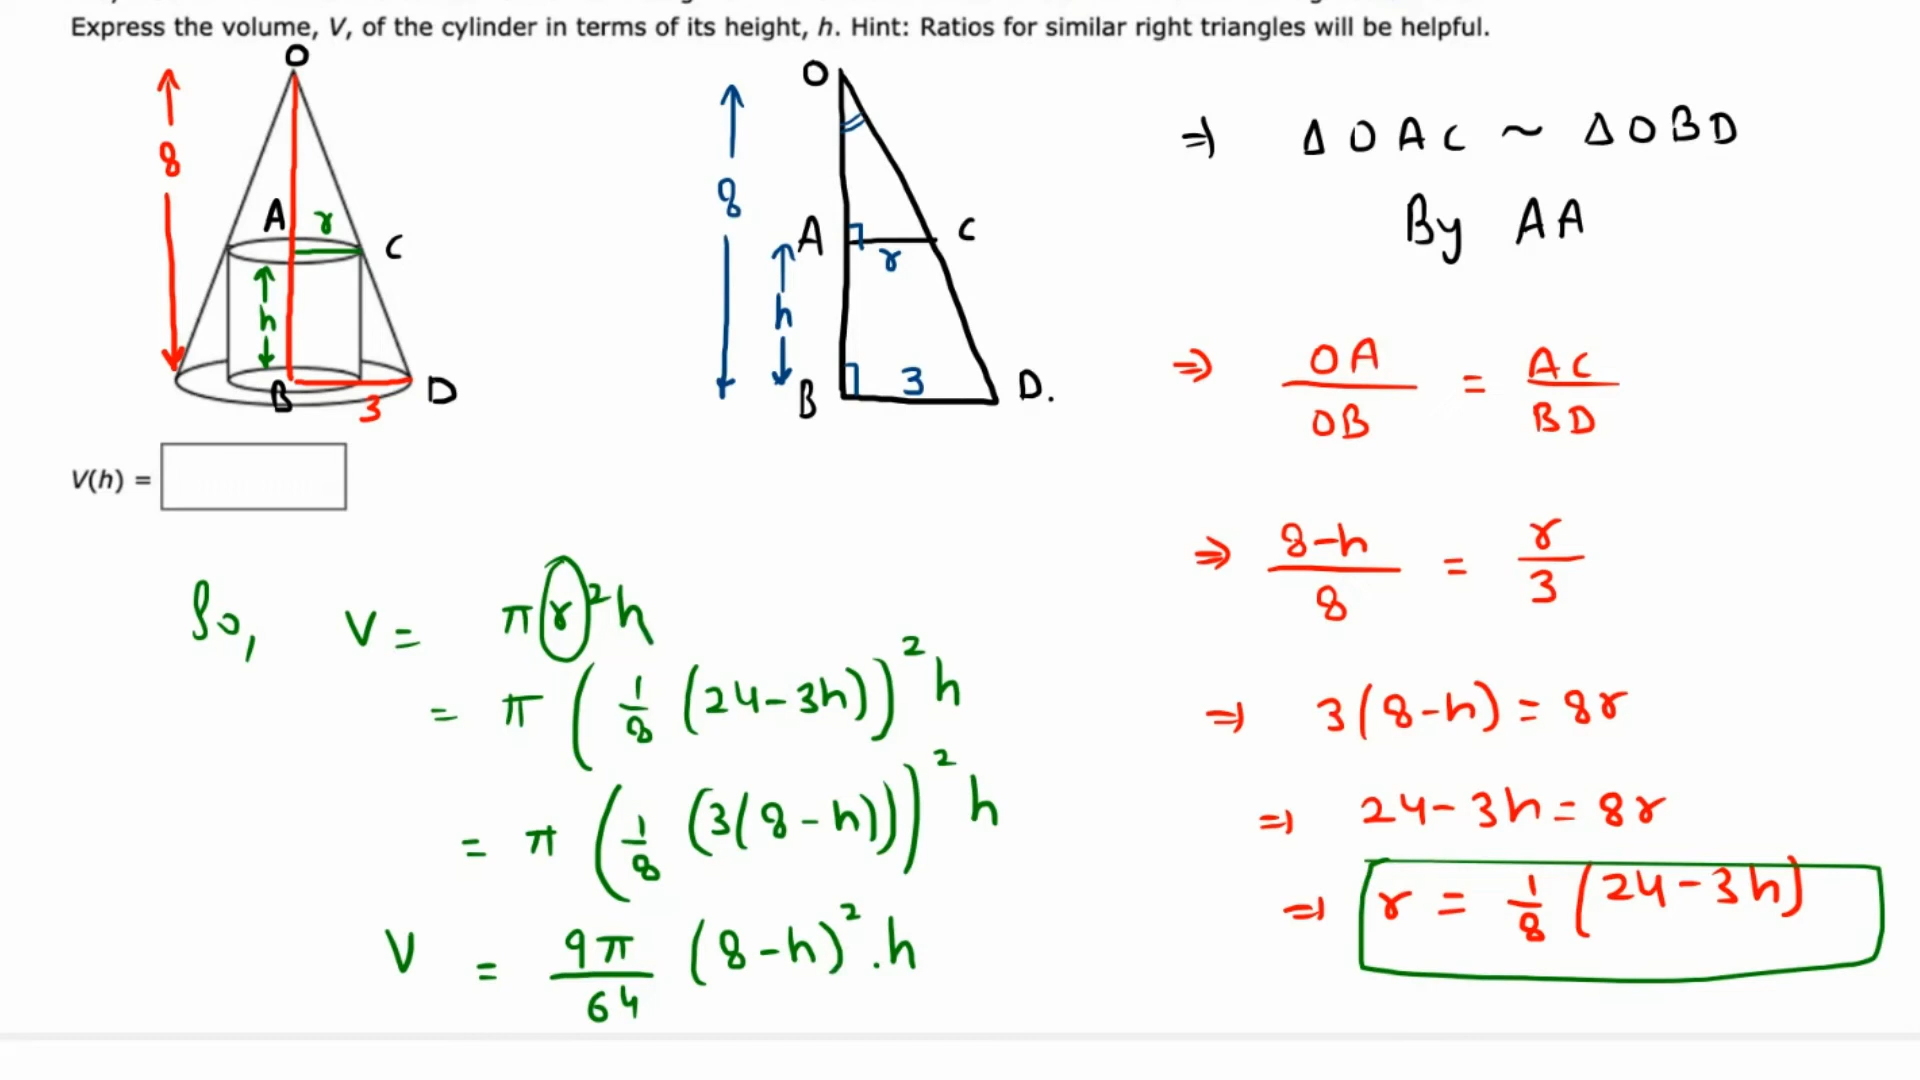 Express the volume, V, of the cylinder in terms of its height, h. Hint: Ratios for similar right triangles will be helpful.
O
8
A r C
h
B 3 D
O
8
A r C
h
B 3 D.
V(h) =
⇒ Δ O A C ~ Δ O B D
By AA
⇒ OA/OB = AC/BD
⇒ (8-h)/8 = r/3
⇒ 3(8-h) = 8r
⇒ 24-3h = 8r
⇒ r = 1/8 (24-3h)
So, V = πr²h
= π (1/8 (24-3h))² h
= π (1/8 (3(8-h)))² h
V = 9π/64 (8-h)².h